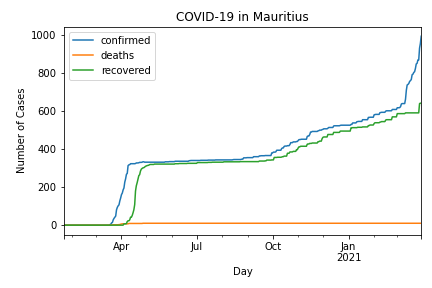 COVID-19 in Mauritius
confirmed
deaths
recovered
Number of Cases
1000
800
600
400
200
0
Apr
Jul
Oct
Jan
2021
Day